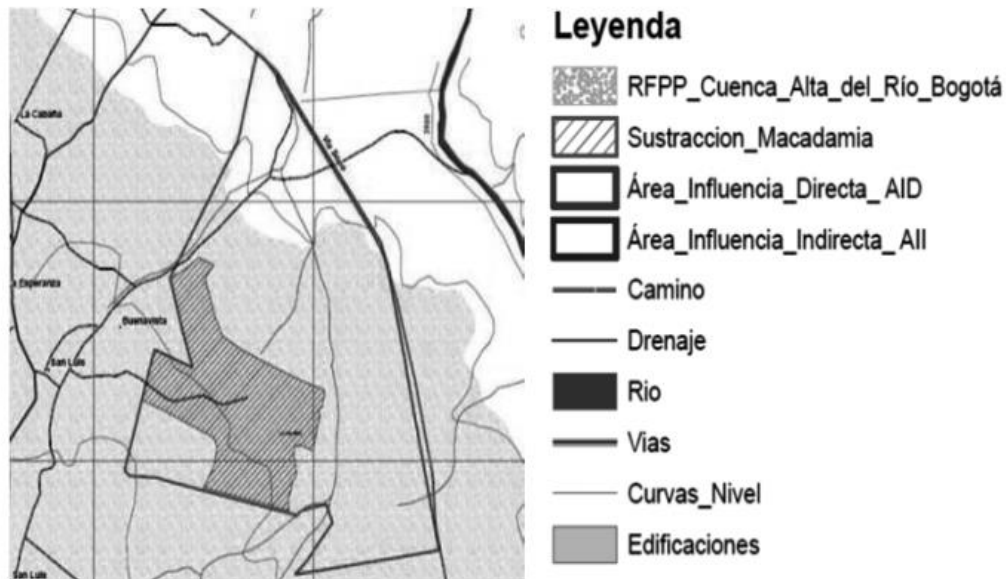 La Cabaña
Esperanza
Buenavista
San Luis
San Luis
Leyenda
RFPP_Cuenca_Alta_del_Río_Bogotá
Sustraccion_Macadamia
Área_Influencia_Directa_ AID
Área_Influencia_Indirecta_ AII
Camino
Drenaje
Rio
Vias
Curvas_Nivel
Edificaciones